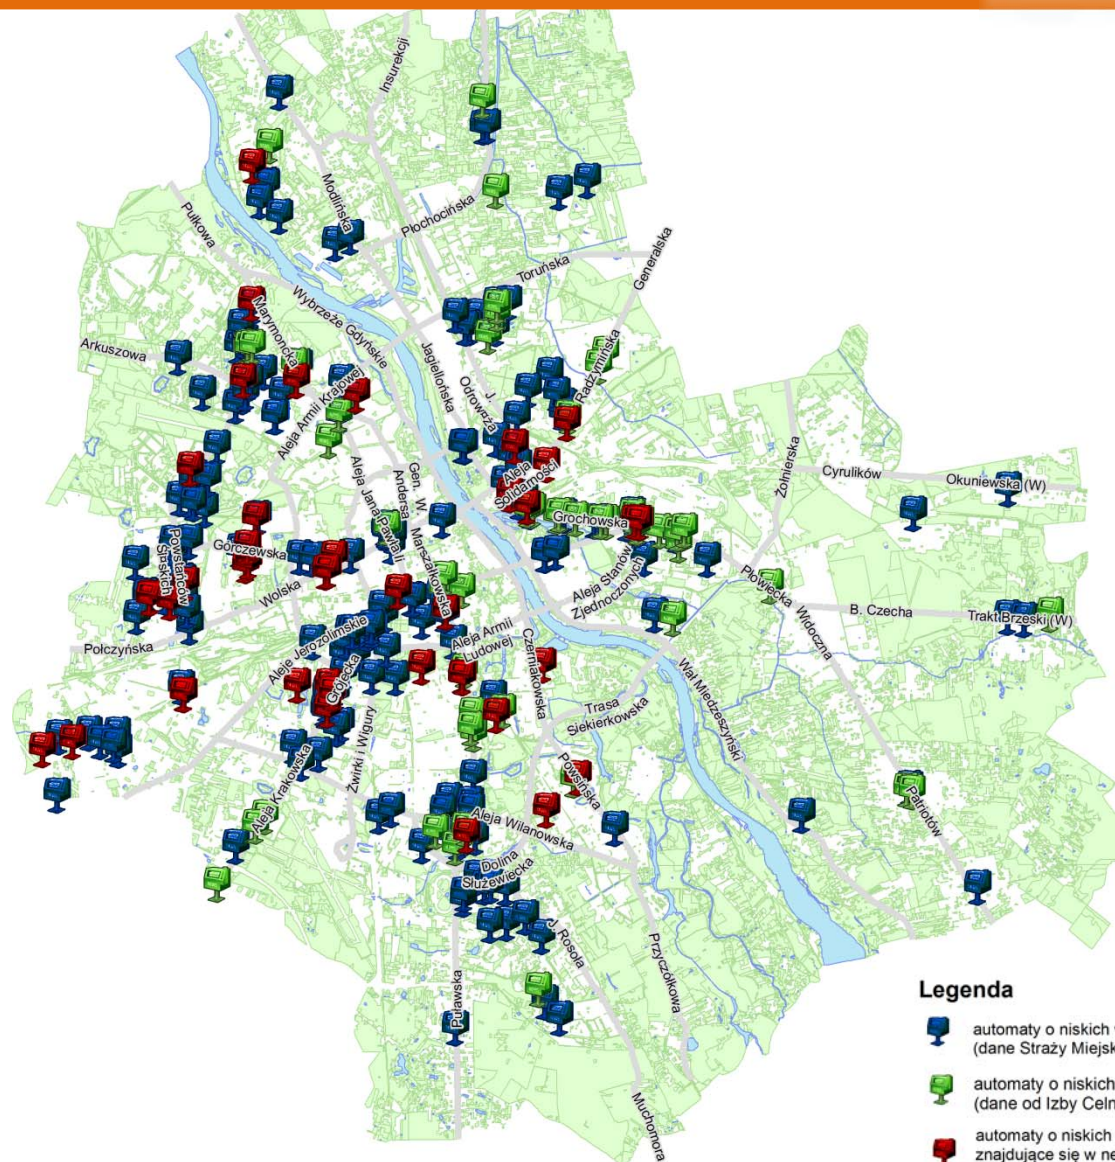 Insurekcji
Modlińska
Płochocińska
Pułkowa
Toruńska
Generalska
Wybrzeże Gdyńskie
Marymoncka
Arkuszowa
Jagiellońska
Radzymińska
J.
Odrowąża
Aleja Armii Krajowej
Żołnierska
Cyrulików
Okuniewska (W)
Aleja
Solidarności
Gen. W.
Andersa
Aleja Jana Pawła II
Marszałkowska
Grochowska
Górczewska
Powstańców
Śląskich
Wolska
Aleja Stanów
Zjednoczonych
Płowiecka
Widoczna
B. Czecha
Trakt Brzeski (W)
Połczyńska
Aleje Jerozolimskie
Aleja Armii
Ludowej
Czerniakowska
Grójecka
Wał Miedzeszyński
Trasa
Siekierkowska
Żwirki i Wigury
Aleja Krakowska
Powsińska
Patriotów
Aleja Wilanowska
Dolina
Służewiecka
J. Rosoła
Przyczółkowa
Puławska
Muchomora
Legenda
automaty o niskich
(dane Straży Miejsk
automaty o niskich
(dane od Izby Celn
automaty o niskich
znajdujące się w